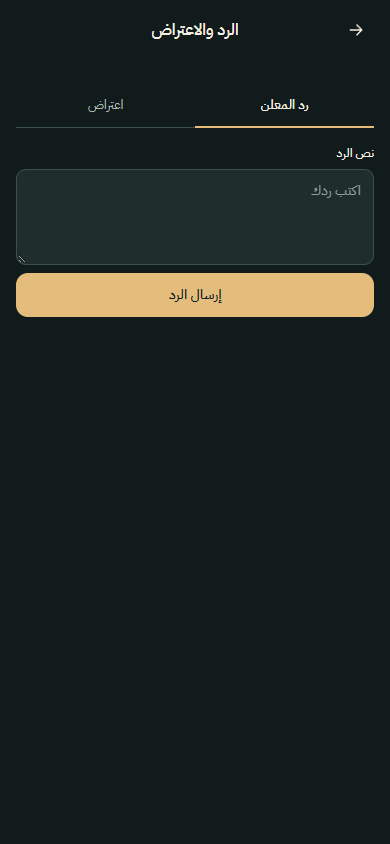 الرد والاعتراض
رد المعلن
اعتراض
نص الرد
اكتب ردك
إرسال الرد